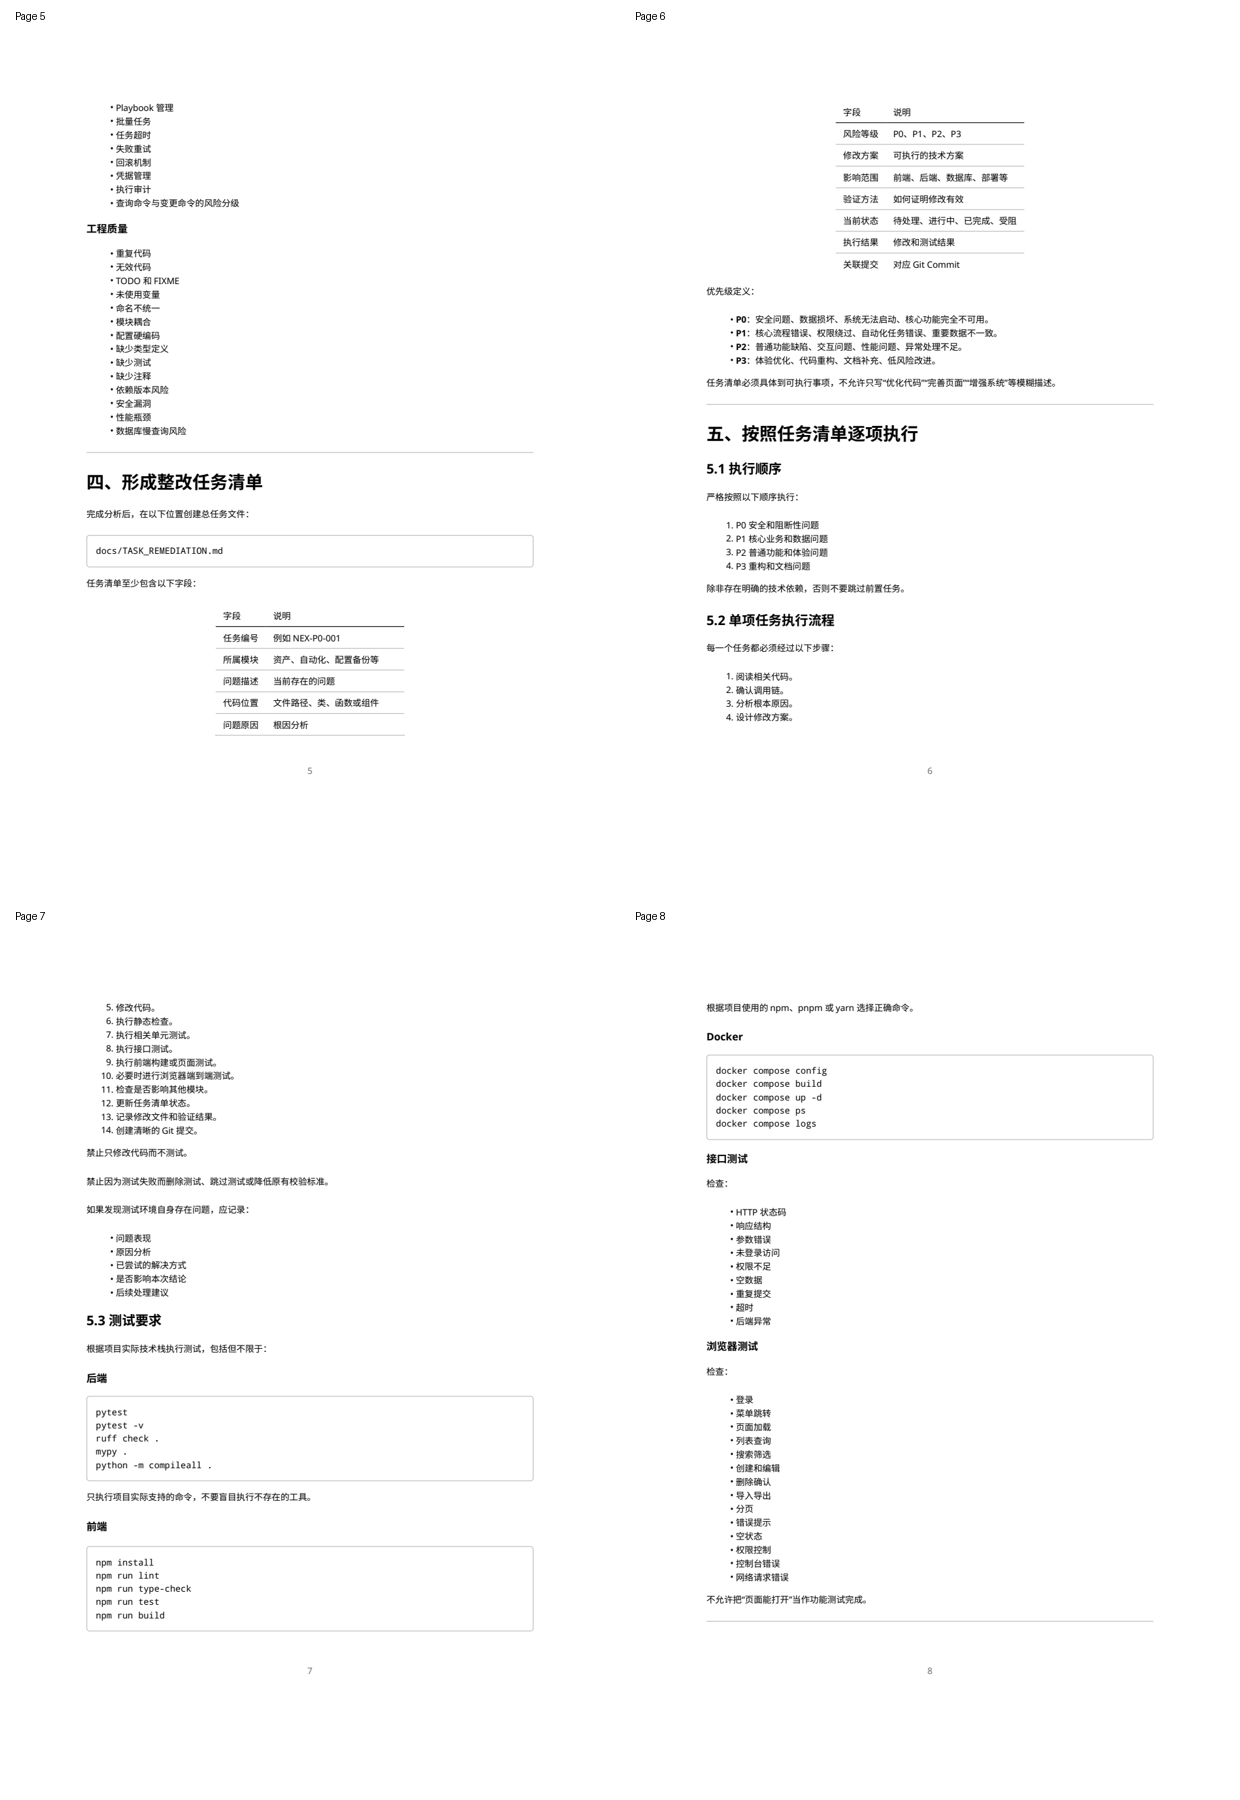 Page 5
• Playbook 管理
• 批量任务
• 任务超时
• 失败重试
• 回滚机制
• 凭据管理
• 执行审计
• 查询命令与变更命令的风险分级
工程质量
• 重复代码
• 无效代码
• TODO 和 FIXME
• 未使用变量
• 命名不统一
• 模块耦合
• 配置硬编码
• 缺少类型定义
• 缺少测试
• 缺少注释
• 依赖版本风险
• 安全漏洞
• 性能瓶颈
• 数据库慢查询风险
四、形成整改任务清单
完成分析后，在以下位置创建总任务文件：
docs/TASK_REMEDIATION.md
任务清单至少包含以下字段：
字段 说明
任务编号 例如 NEX-P0-001
所属模块 资产、自动化、配置备份等
问题描述 当前存在的问题
代码位置 文件路径、类、函数或组件
问题原因 根因分析
5
Page 6
字段 说明
风险等级 P0、P1、P2、P3
修改方案 可执行的技术方案
影响范围 前端、后端、数据库、部署等
验证方法 如何证明修改有效
当前状态 待处理、进行中、已完成、受阻
执行结果 修改和测试结果
关联提交 对应 Git Commit
优先级定义：
• P0：安全问题、数据损坏、系统无法启动、核心功能完全不可用。
• P1：核心流程错误、权限绕过、自动化任务错误、重要数据不一致。
• P2：普通功能缺陷、交互问题、性能问题、异常处理不足。
• P3：体验优化、代码重构、文档补充、低风险改进。
任务清单必须具体到可执行事项，不允许只写“优化代码”“完善页面”“增强系统”等模糊描述。
五、按照任务清单逐项执行
5.1 执行顺序
严格按照以下顺序执行：
1. P0 安全和阻断性问题
2. P1 核心业务和数据问题
3. P2 普通功能和体验问题
4. P3 重构和文档问题
除非存在明确的技术依赖，否则不要跳过前置任务。
5.2 单项任务执行流程
每一个任务都必须经过以下步骤：
1. 阅读相关代码。
2. 确认调用链。
3. 分析根本原因。
4. 设计修改方案。
6
Page 7
5. 修改代码。
6. 执行静态检查。
7. 执行相关单元测试。
8. 执行接口测试。
9. 执行前端构建或页面测试。
10. 必要时进行浏览器端到端测试。
11. 检查是否影响其他模块。
12. 更新任务清单状态。
13. 记录修改文件和验证结果。
14. 创建清晰的 Git 提交。
禁止只修改代码而不测试。
禁止因为测试失败而删除测试、跳过测试或降低原有校验标准。
如果发现测试环境自身存在问题，应记录：
• 问题表现
• 原因分析
• 已尝试的解决方式
• 是否影响本次结论
• 后续处理建议
5.3 测试要求
根据项目实际技术栈执行测试，包括但不限于：
后端
pytest
pytest -v
ruff check .
mypy .
python -m compileall .
只执行项目实际支持的命令，不要盲目执行不存在的工具。
前端
npm install
npm run lint
npm run type-check
npm run test
npm run build
7
Page 8
根据项目使用的 npm、pnpm 或 yarn 选择正确命令。
Docker
docker compose config
docker compose build
docker compose up -d
docker compose ps
docker compose logs
接口测试
检查：
• HTTP 状态码
• 响应结构
• 参数错误
• 未登录访问
• 权限不足
• 空数据
• 重复提交
• 超时
• 后端异常
浏览器测试
检查：
• 登录
• 菜单跳转
• 页面加载
• 列表查询
• 搜索筛选
• 创建和编辑
• 删除确认
• 导入导出
• 分页
• 错误提示
• 空状态
• 权限控制
• 控制台错误
• 网络请求错误
不允许把“页面能打开”当作功能测试完成。
8